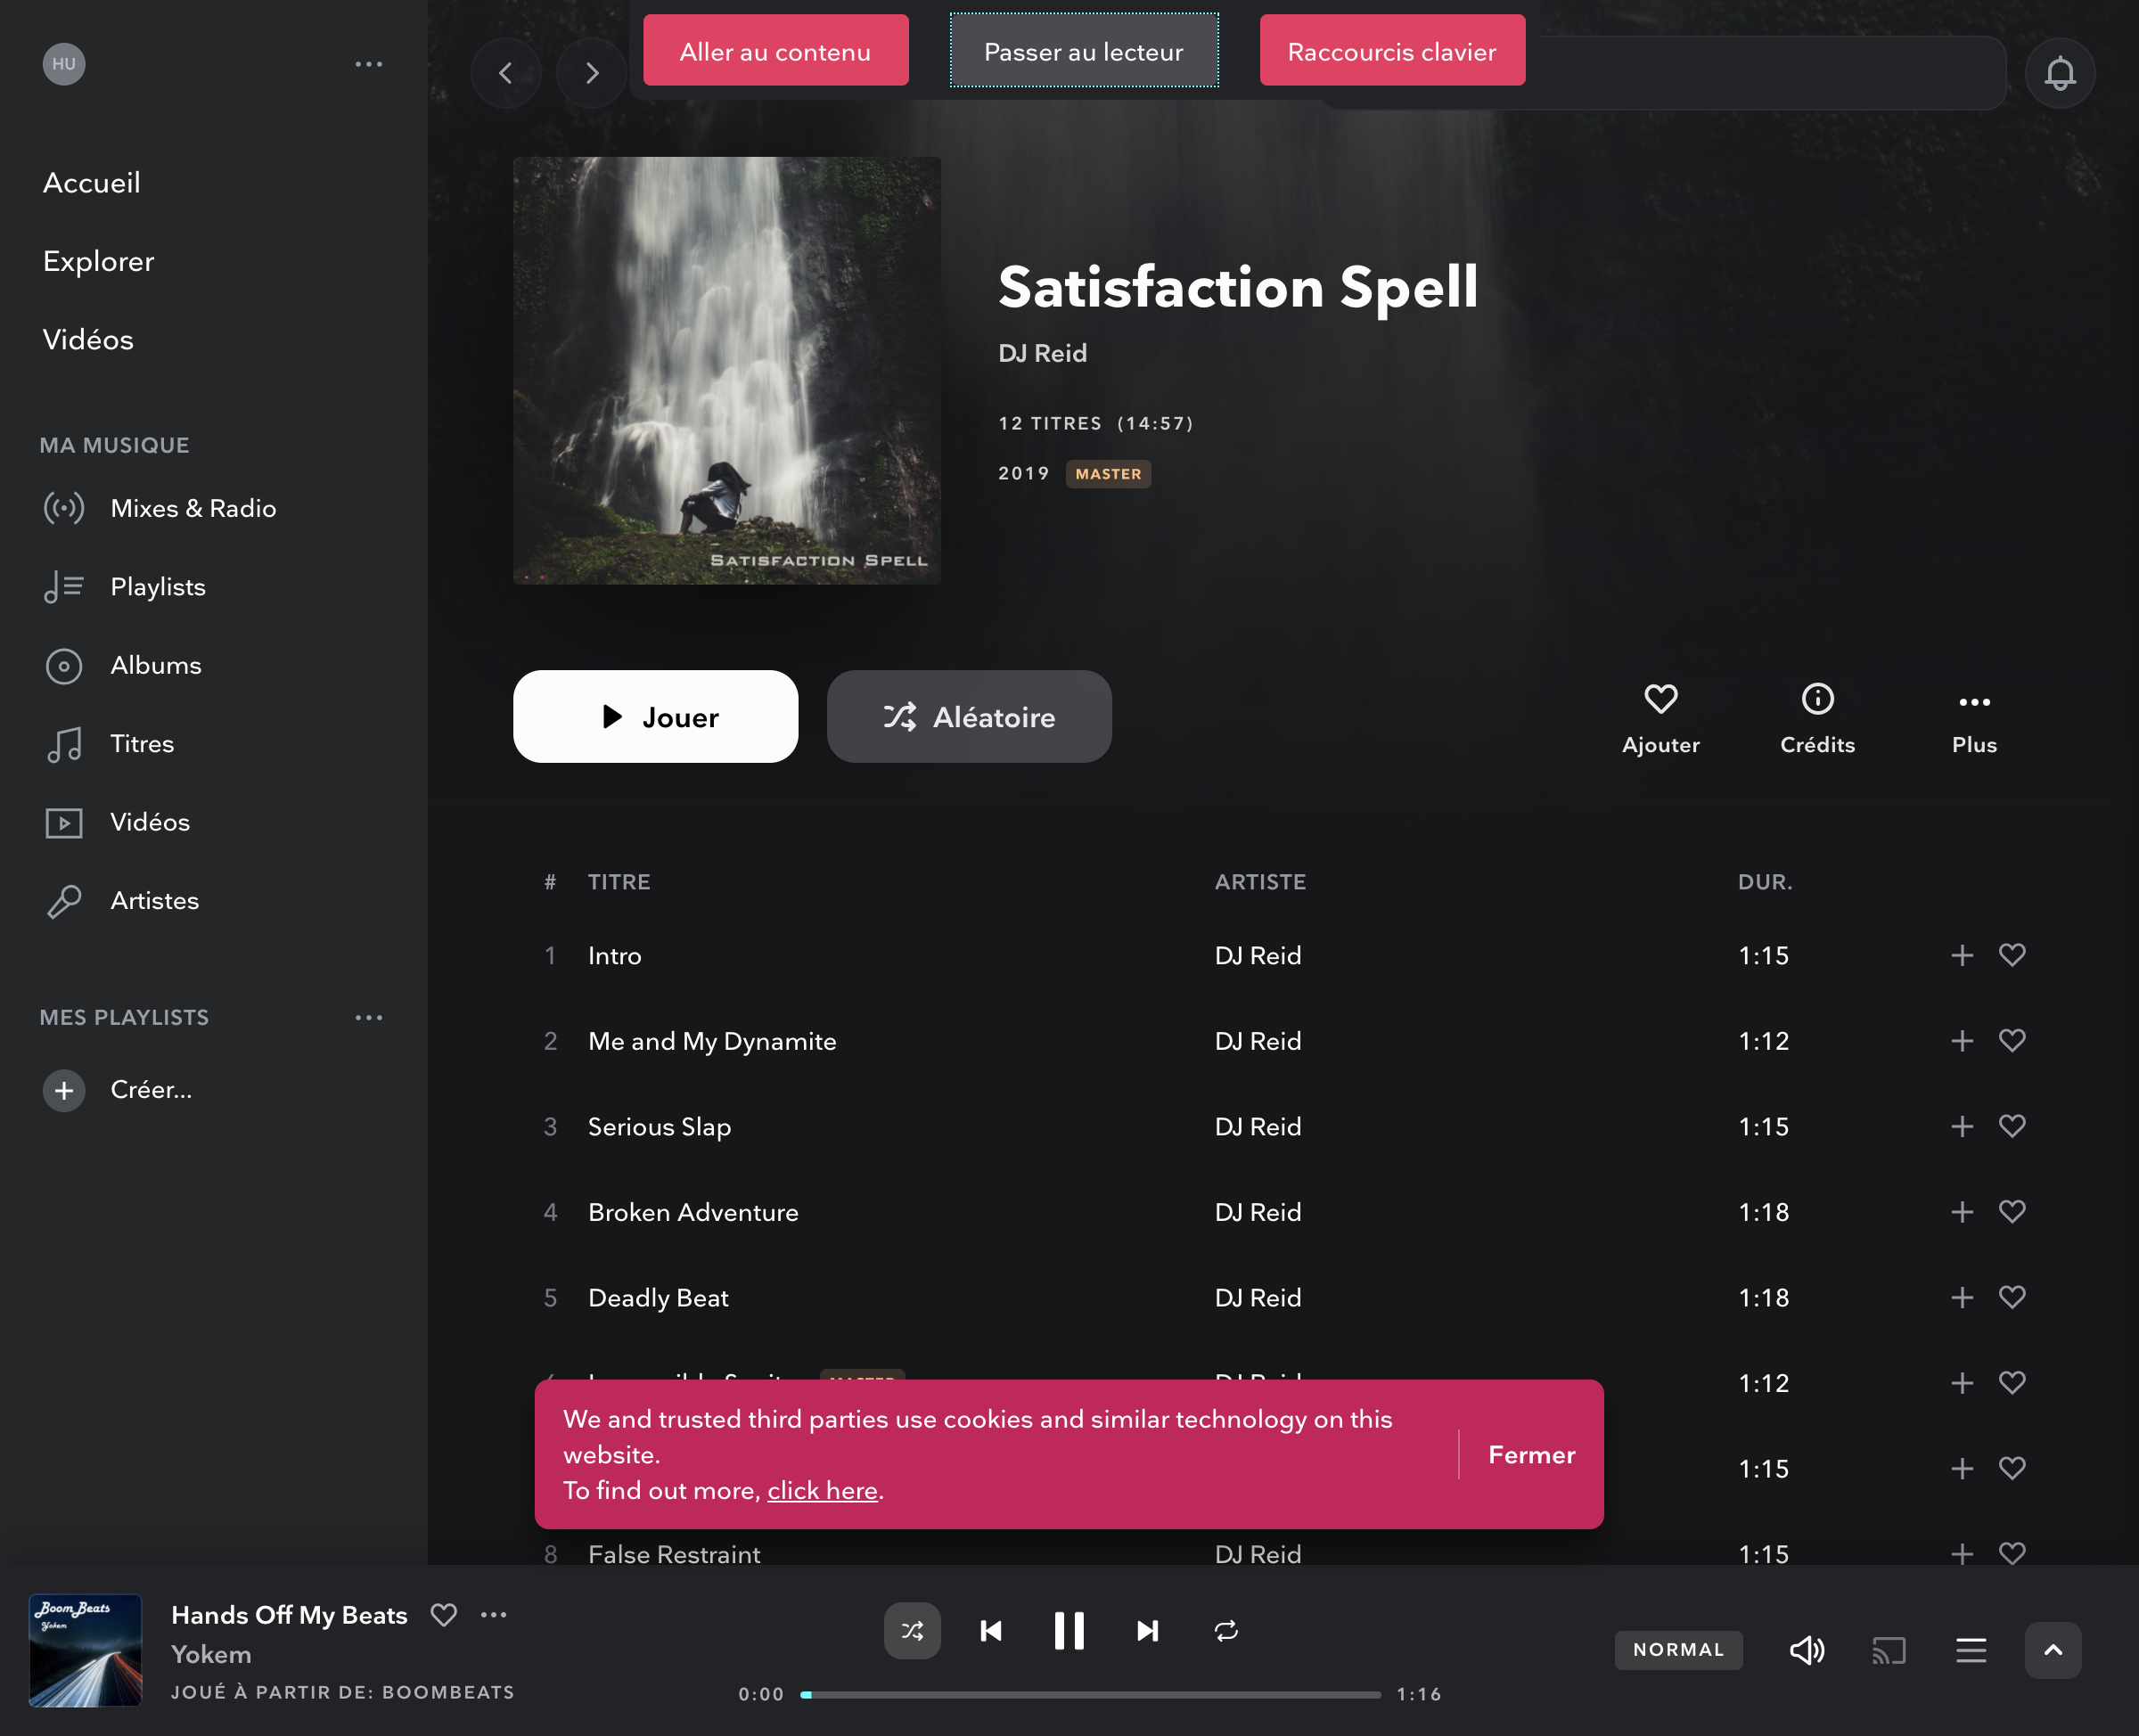 HU
Aller au contenu
Passer au lecteur
Raccourcis clavier
Accueil
Explorer
Vidéos
MA MUSIQUE
Mixes & Radio
Playlists
Albums
Titres
Vidéos
Artistes
MES PLAYLISTS
Créer...
SATISFACTION SPELL
Satisfaction Spell
DJ Reid
12 TITRES (14:57)
2019 MASTER
Jouer
Aléatoire
Ajouter
Crédits
Plus
# TITRE ARTISTE DUR.
1 Intro DJ Reid 1:15
2 Me and My Dynamite DJ Reid 1:12
3 Serious Slap DJ Reid 1:15
4 Broken Adventure DJ Reid 1:18
5 Deadly Beat DJ Reid 1:18
MASTER DJ Reid 1:12
We and trusted third parties use cookies and similar technology on this
website.
To find out more, click here.
Fermer
1:15
8 False Restraint DJ Reid 1:15
Boom Beats
Yokem
Hands Off My Beats
Yokem
JOUÉ À PARTIR DE: BOOMBEATS
0:00
1:16
NORMAL